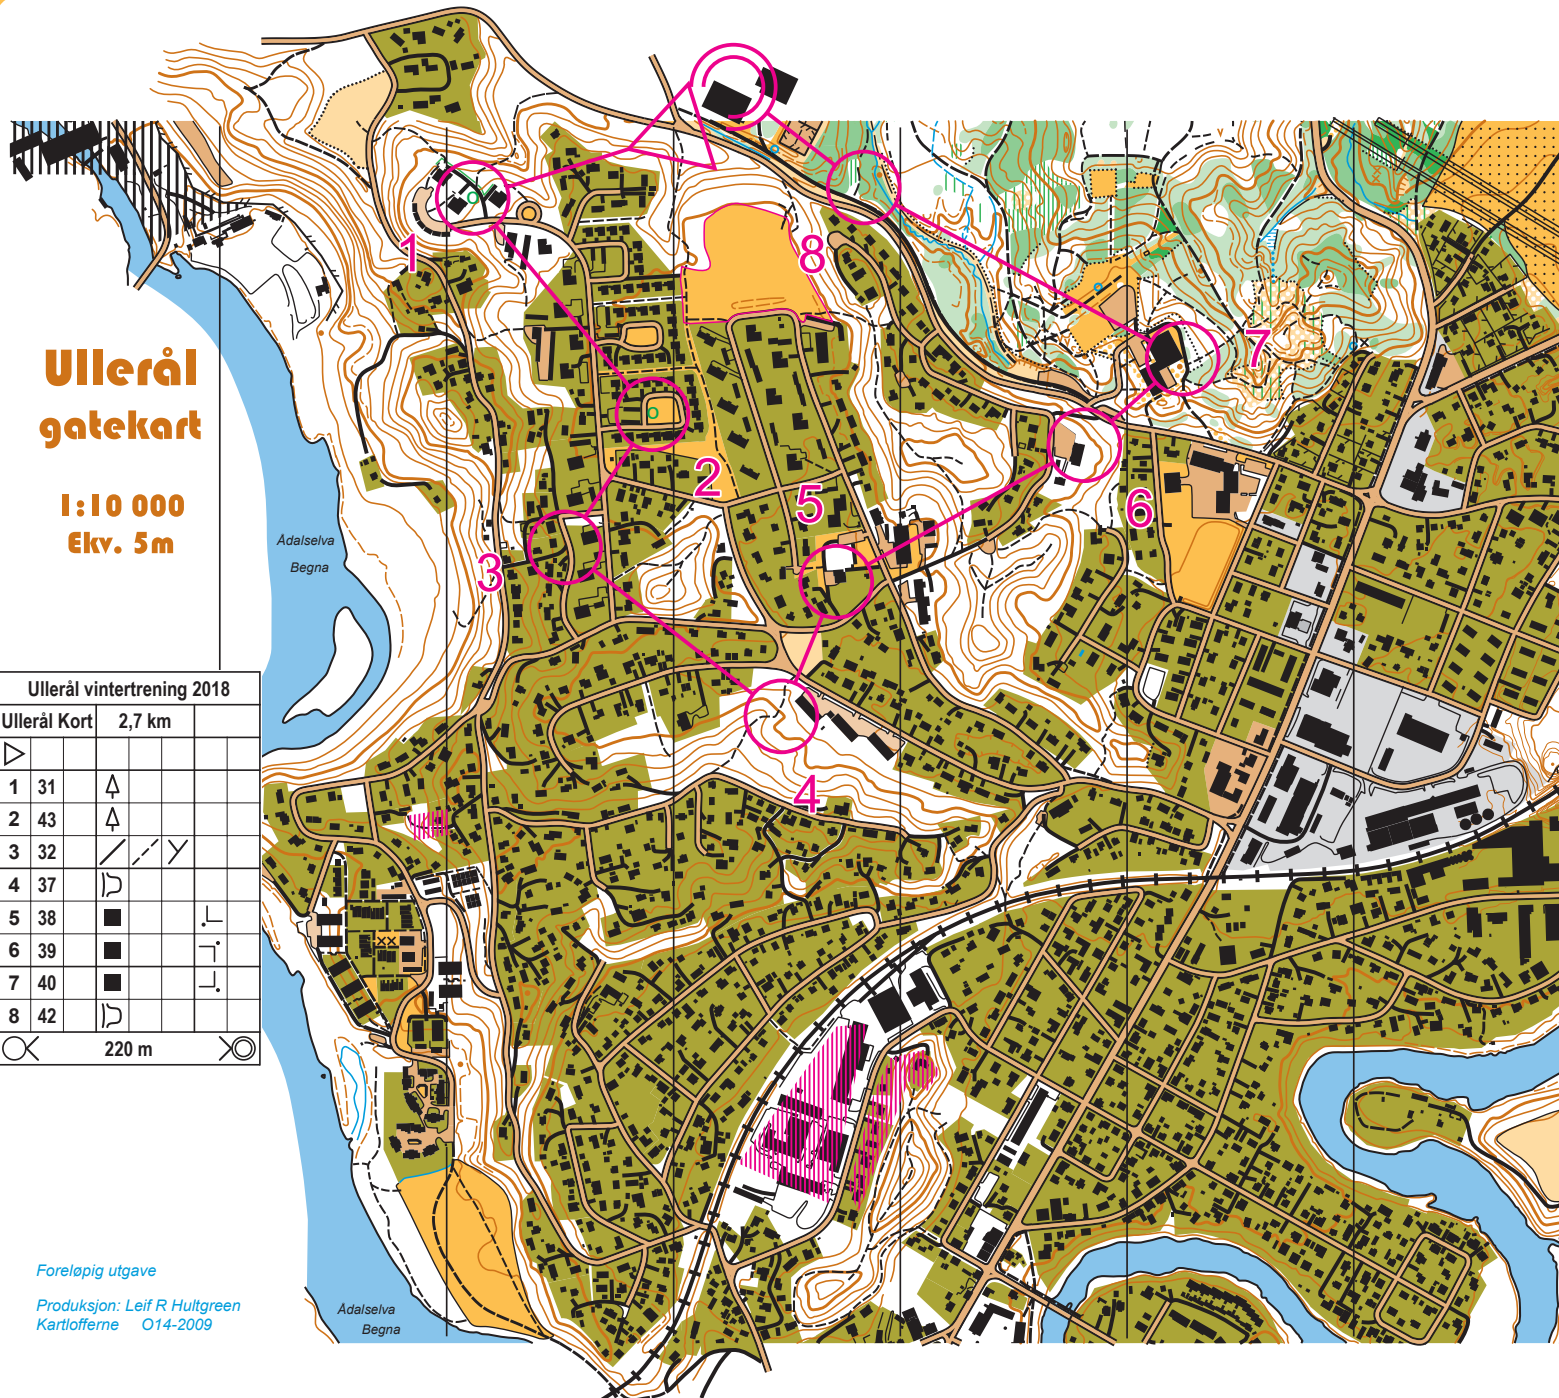 Ullerål
gatekart
1:10 000
Ekv. 5m
Ådalselva
Begna
Ullerål vintertrening 2018
Ullerål Kort 2,7 km
1 31
2 43
3 32
4 37
5 38
6 39
7 40
8 42
220 m
1
2
3
4
5
6
7
8
Foreløpig utgave
Produksjon: Leif R Hultgreen
Kartlofferne O14-2009
Ådalselva
Begna